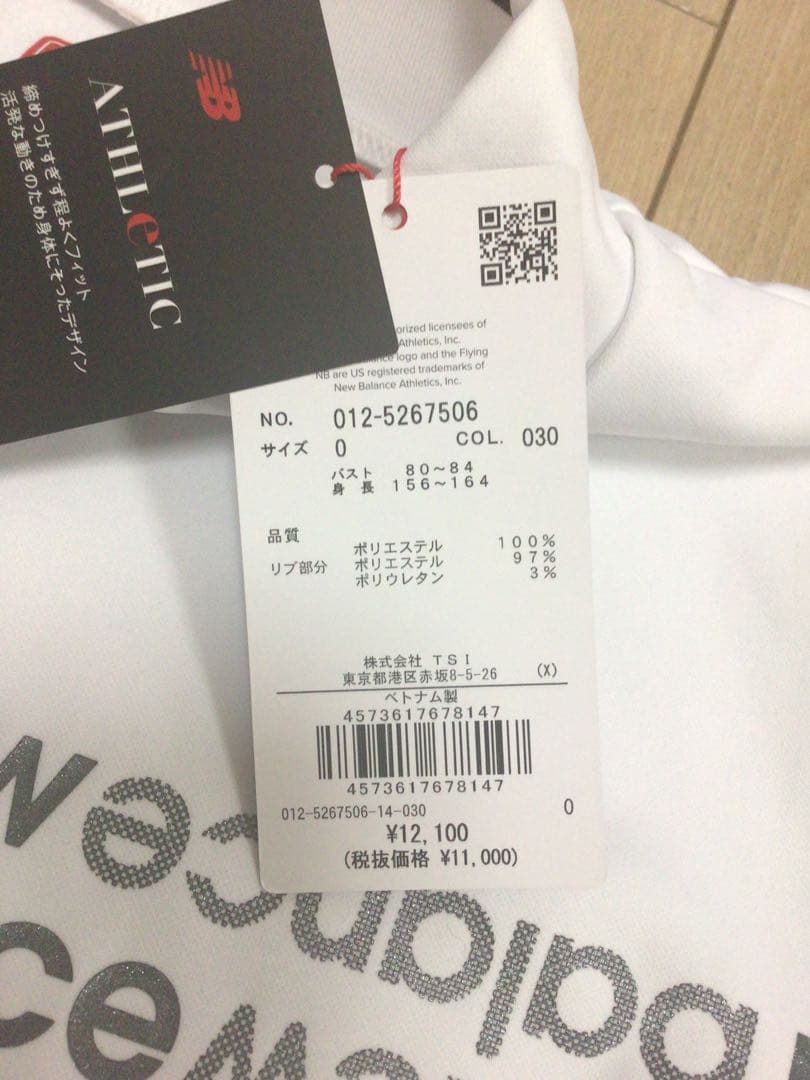 NB
ATHLeTIC
締めつけすぎず程よくフィット
活発な動きのため身体にそったデザイン
licensees of
Athletics, Inc.
logo and the Flying
NB are US registered trademarks of
New Balance Athletics, Inc.
NO. 012-5267506
サイズ 0 COL. 030
バスト 80～84
身長 156～164
品質
ポリエステル 100%
リブ部分 ポリエステル 97%
ポリウレタン 3%
株式会社 TSI
東京都港区赤坂8-5-26 (X)
ベトナム製
4573617678147
4573617678147
012-5267506-14-030 0
¥12,100
(税抜価格 ¥11,000)